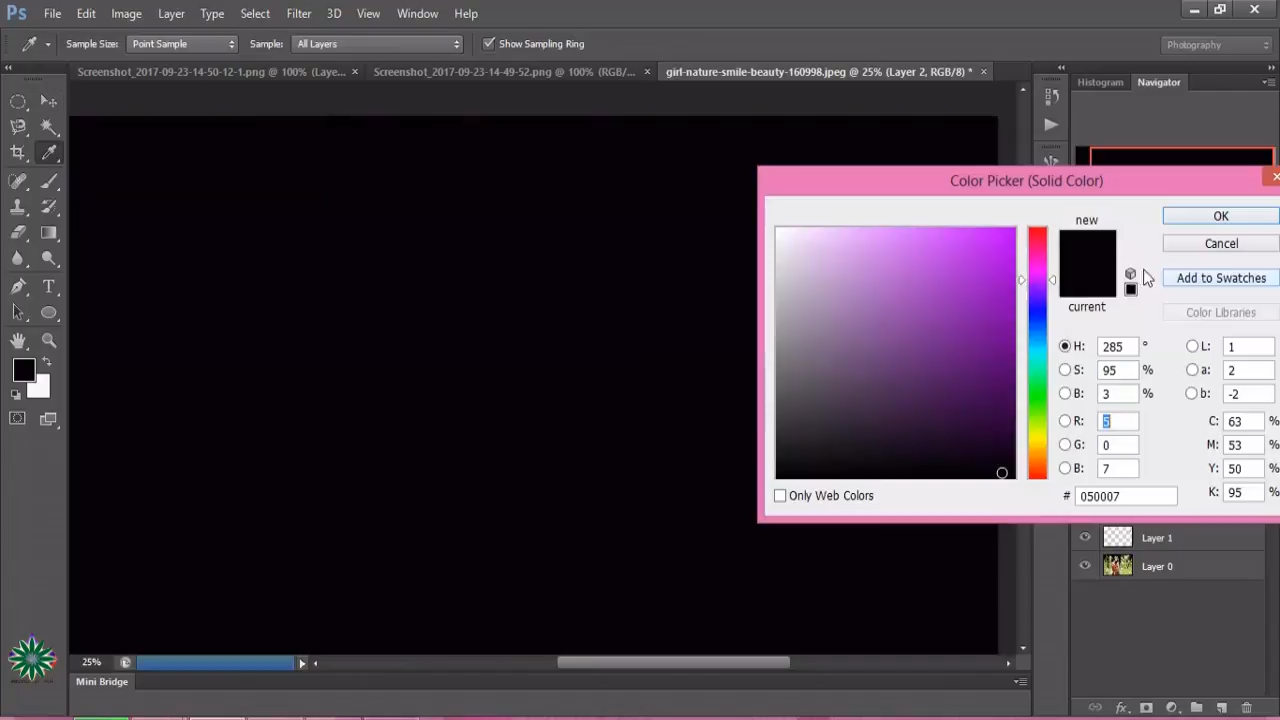 Ps File Edit Image Layer Type Select Filter 3D View Window Help
Sample Size: Point Sample Sample: All Layers Show Sampling Ring Photography
Screenshot_2017-09-23-14-50-12-1.png @ 100% (Laye... × Screenshot_2017-09-23-14-49-52.png @ 100% (RGB/... × girl-nature-smile-beauty-160998.jpeg @ 25% (Layer 2, RGB/8) * ×
Histogram Navigator
Color Picker (Solid Color)
new
OK
Cancel
Add to Swatches
current
Color Libraries
H: 285 ° L: 1
S: 95 % a: 2
B: 3 % b: -2
R: 5 C: 63 %
G: 0 M: 53 %
B: 7 Y: 50 %
# 050007 K: 95 %
Only Web Colors
Layer 1
Layer 0
25%
Mini Bridge